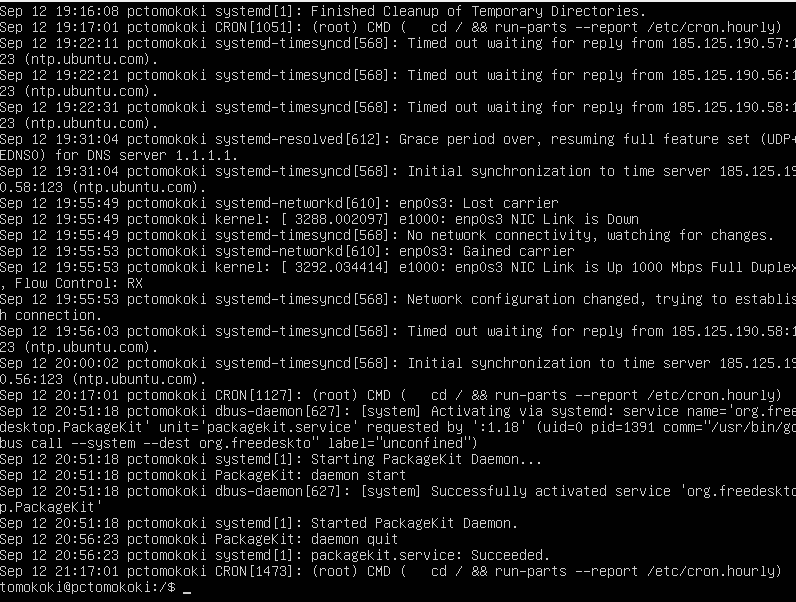 Sep 12 19:16:08 pctomokoki systemd[1]: Finished Cleanup of Temporary Directories.
Sep 12 19:17:01 pctomokoki CRON[1051]: (root) CMD (   cd / && run-parts --report /etc/cron.hourly)
Sep 12 19:22:11 pctomokoki systemd-timesyncd[568]: Timed out waiting for reply from 185.125.190.57:1
23 (ntp.ubuntu.com).
Sep 12 19:22:21 pctomokoki systemd-timesyncd[568]: Timed out waiting for reply from 185.125.190.56:1
23 (ntp.ubuntu.com).
Sep 12 19:22:31 pctomokoki systemd-timesyncd[568]: Timed out waiting for reply from 185.125.190.58:1
23 (ntp.ubuntu.com).
Sep 12 19:31:04 pctomokoki systemd-resolved[612]: Grace period over, resuming full feature set (UDP+
EDNS0) for DNS server 1.1.1.1.
Sep 12 19:31:04 pctomokoki systemd-timesyncd[568]: Initial synchronization to time server 185.125.19
0.58:123 (ntp.ubuntu.com).
Sep 12 19:55:49 pctomokoki systemd-networkd[610]: enp0s3: Lost carrier
Sep 12 19:55:49 pctomokoki kernel: [ 3288.002097] e1000: enp0s3 NIC Link is Down
Sep 12 19:55:49 pctomokoki systemd-timesyncd[568]: No network connectivity, watching for changes.
Sep 12 19:55:53 pctomokoki systemd-networkd[610]: enp0s3: Gained carrier
Sep 12 19:55:53 pctomokoki kernel: [ 3292.034414] e1000: enp0s3 NIC Link is Up 1000 Mbps Full Duplex
, Flow Control: RX
Sep 12 19:55:53 pctomokoki systemd-timesyncd[568]: Network configuration changed, trying to establis
h connection.
Sep 12 19:56:03 pctomokoki systemd-timesyncd[568]: Timed out waiting for reply from 185.125.190.58:1
23 (ntp.ubuntu.com).
Sep 12 20:00:02 pctomokoki systemd-timesyncd[568]: Initial synchronization to time server 185.125.19
0.56:123 (ntp.ubuntu.com).
Sep 12 20:17:01 pctomokoki CRON[1127]: (root) CMD (   cd / && run-parts --report /etc/cron.hourly)
Sep 12 20:51:18 pctomokoki dbus-daemon[627]: [system] Activating via systemd: service name='org.free
desktop.PackageKit' unit='packagekit.service' requested by ':1.18' (uid=0 pid=1391 comm="/usr/bin/gd
bus call --system --dest org.freedeskto" label="unconfined")
Sep 12 20:51:18 pctomokoki systemd[1]: Starting PackageKit Daemon...
Sep 12 20:51:18 pctomokoki PackageKit: daemon start
Sep 12 20:51:18 pctomokoki dbus-daemon[627]: [system] Successfully activated service 'org.freedeskto
p.PackageKit'
Sep 12 20:51:18 pctomokoki systemd[1]: Started PackageKit Daemon.
Sep 12 20:56:23 pctomokoki PackageKit: daemon quit
Sep 12 20:56:23 pctomokoki systemd[1]: packagekit.service: Succeeded.
Sep 12 21:17:01 pctomokoki CRON[1473]: (root) CMD (   cd / && run-parts --report /etc/cron.hourly)
tomokoki@pctomokoki:/$ _